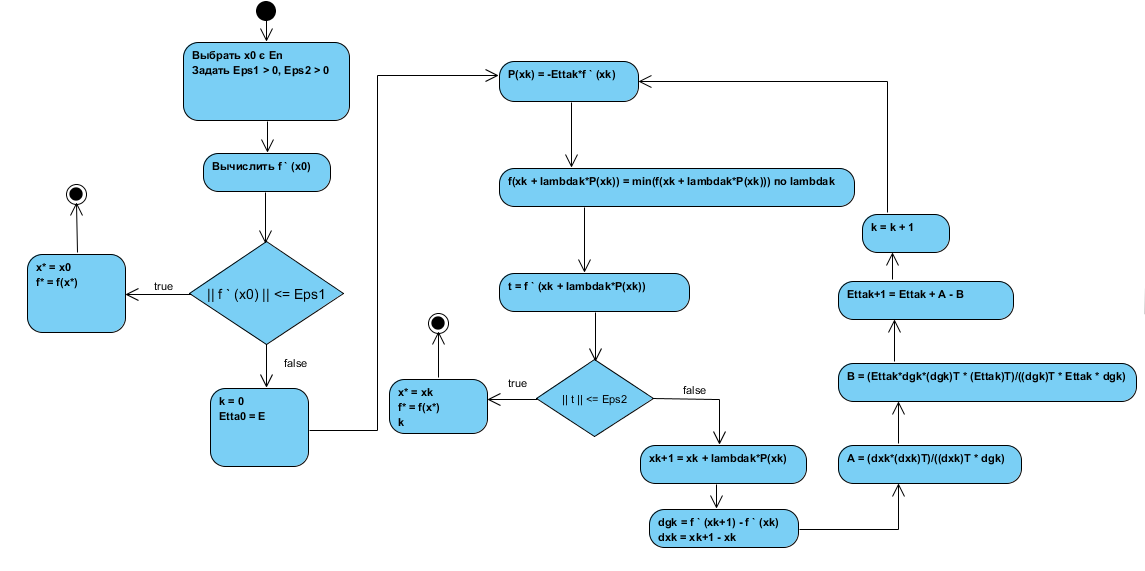 Выбрать x0 є En
Задать Eps1 > 0, Eps2 > 0
Вычислить f ` (x0)
|| f ` (x0) || <= Eps1
true
x* = x0
f* = f(x*)
false
k = 0
Etta0 = E
P(xk) = -Ettak*f ` (xk)
f(xk + lambdak*P(xk)) = min(f(xk + lambdak*P(xk))) по lambdak
t = f ` (xk + lambdak*P(xk))
|| t || <= Eps2
true
x* = xk
f* = f(x*)
k
false
xk+1 = xk + lambdak*P(xk)
dgk = f ` (xk+1) - f ` (xk)
dxk = xk+1 - xk
A = (dxk*(dxk)T)/((dxk)T * dgk)
B = (Ettak*dgk*(dgk)T * (Ettak)T)/((dgk)T * Ettak * dgk)
Ettak+1 = Ettak + A - B
k = k + 1